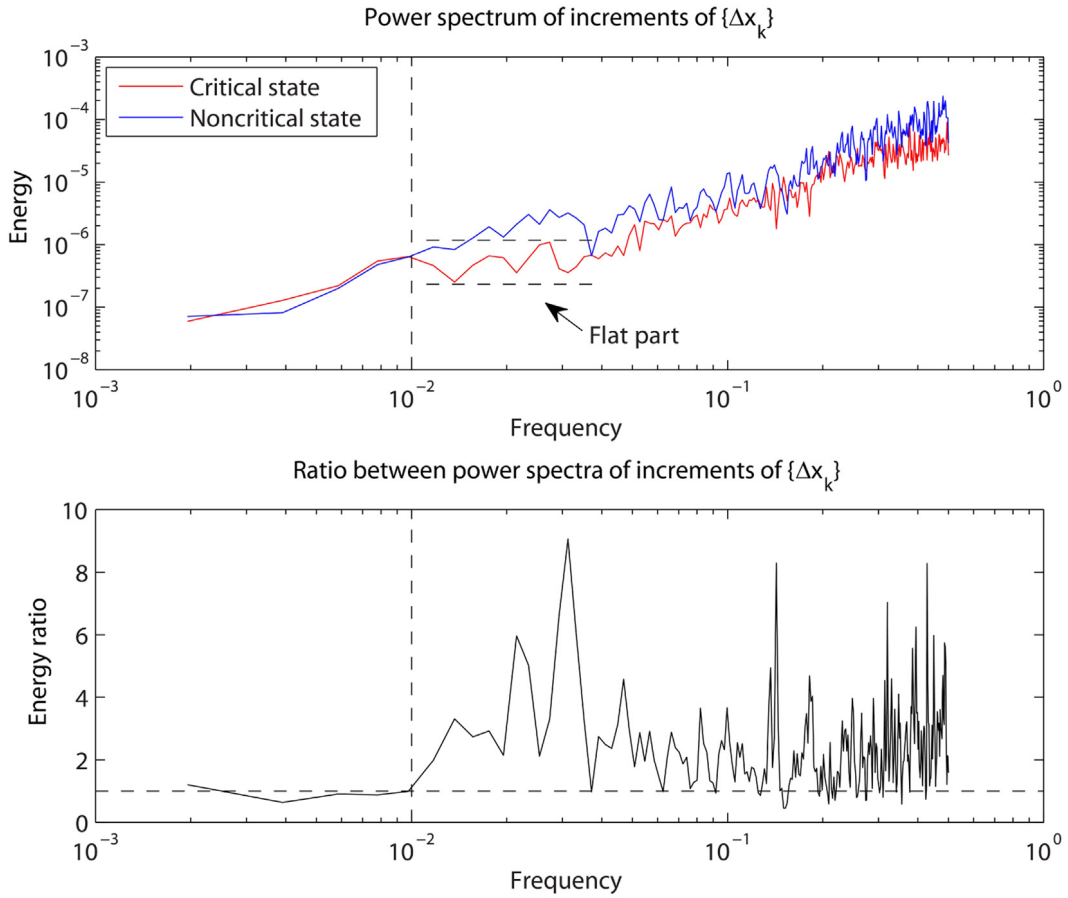 Power spectrum of increments of {Δx_k}
10^−3
Critical state
Noncritical state
10^−4
10^−5
Energy
10^−6
10^−7
Flat part
10^−8
10^−3 10^−2 10^−1 10^0
Frequency
Ratio between power spectra of increments of {Δx_k}
10
8
6
Energy ratio
4
2
0
10^−3 10^−2 10^−1 10^0
Frequency